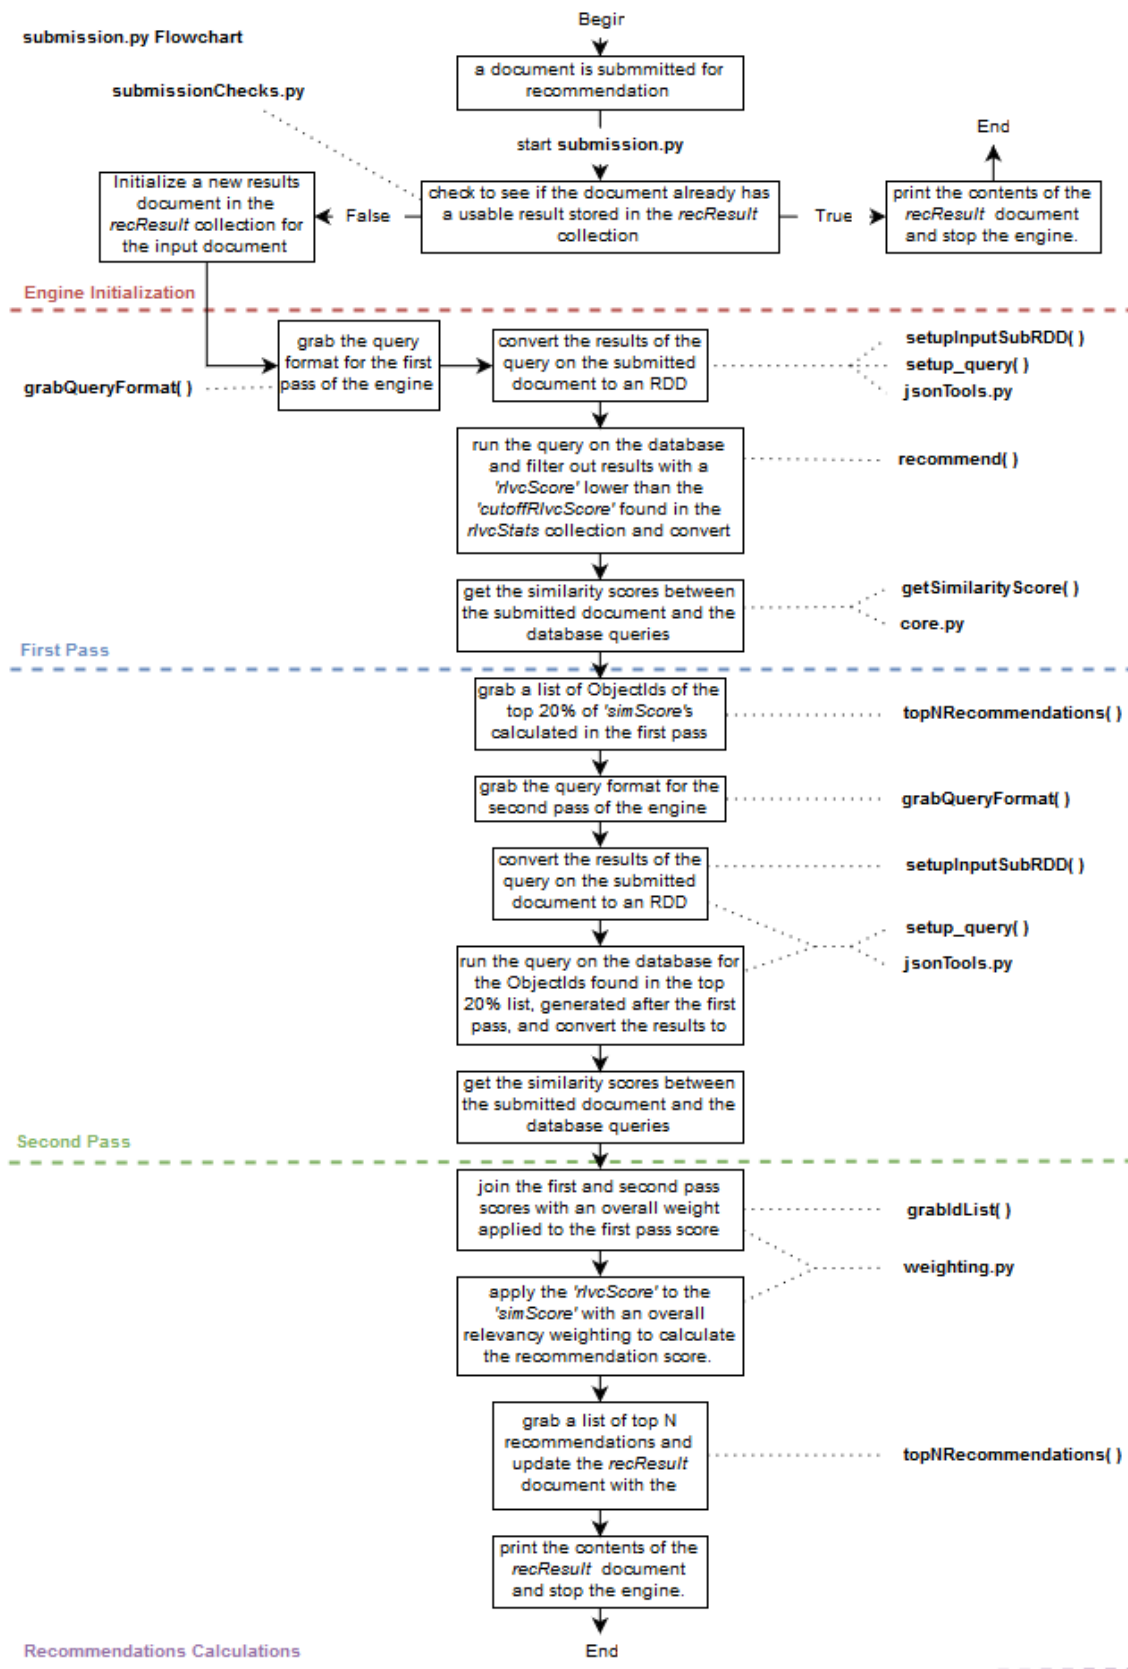 Begir
submission.py Flowchart
a document is submmitted for
recommendation
submissionChecks.py
start submission.py
End
Initialize a new results
document in the
recResult collection for
the input document
False
check to see if the document already has
a usable result stored in the recResult
collection
True
print the contents of the
recResult document
and stop the engine.
Engine Initialization
grab the query
format for the first
pass of the engine
grabQueryFormat( )
convert the results of the
query on the submitted
document to an RDD
setupInputSubRDD( )
setup_query( )
jsonTools.py
run the query on the database
and filter out results with a
'rlvcScore' lower than the
'cutoffRlvcScore' found in the
rlvcStats collection and convert
recommend( )
get the similarity scores between
the submitted document and the
database queries
getSimilarityScore( )
core.py
First Pass
grab a list of ObjectIds of the
top 20% of 'simScore's
calculated in the first pass
topNRecommendations( )
grab the query format for the
second pass of the engine
grabQueryFormat( )
convert the results of the
query on the submitted
document to an RDD
setupInputSubRDD( )
setup_query( )
jsonTools.py
run the query on the database for
the ObjectIds found in the top
20% list, generated after the first
pass, and convert the results to
get the similarity scores between
the submitted document and the
database queries
Second Pass
join the first and second pass
scores with an overall weight
applied to the first pass score
grabIdList( )
weighting.py
apply the 'rlvcScore' to the
'simScore' with an overall
relevancy weighting to calculate
the recommendation score.
grab a list of top N
recommendations and
update the recResult
document with the
topNRecommendations( )
print the contents of the
recResult document
and stop the engine.
End
Recommendations Calculations